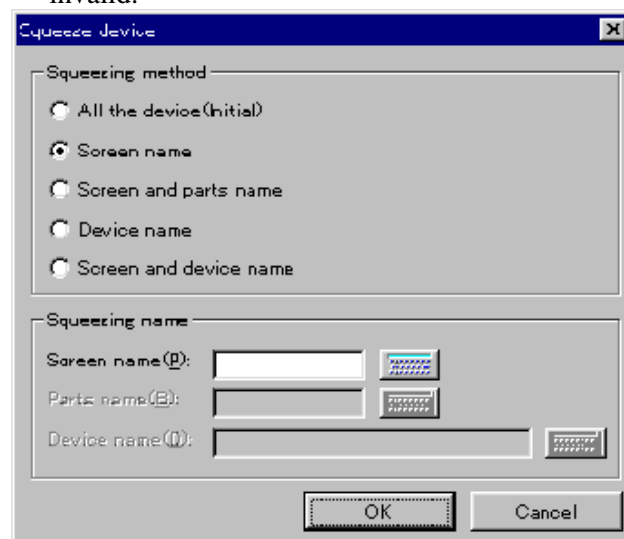 invalid.
Squeeze device
Squeezing method
All the device(Initial)
Screen name
Screen and parts name
Device name
Screen and device name
Squeezing name
Screen name(P):
Parts name(B):
Device name(D):
OK Cancel